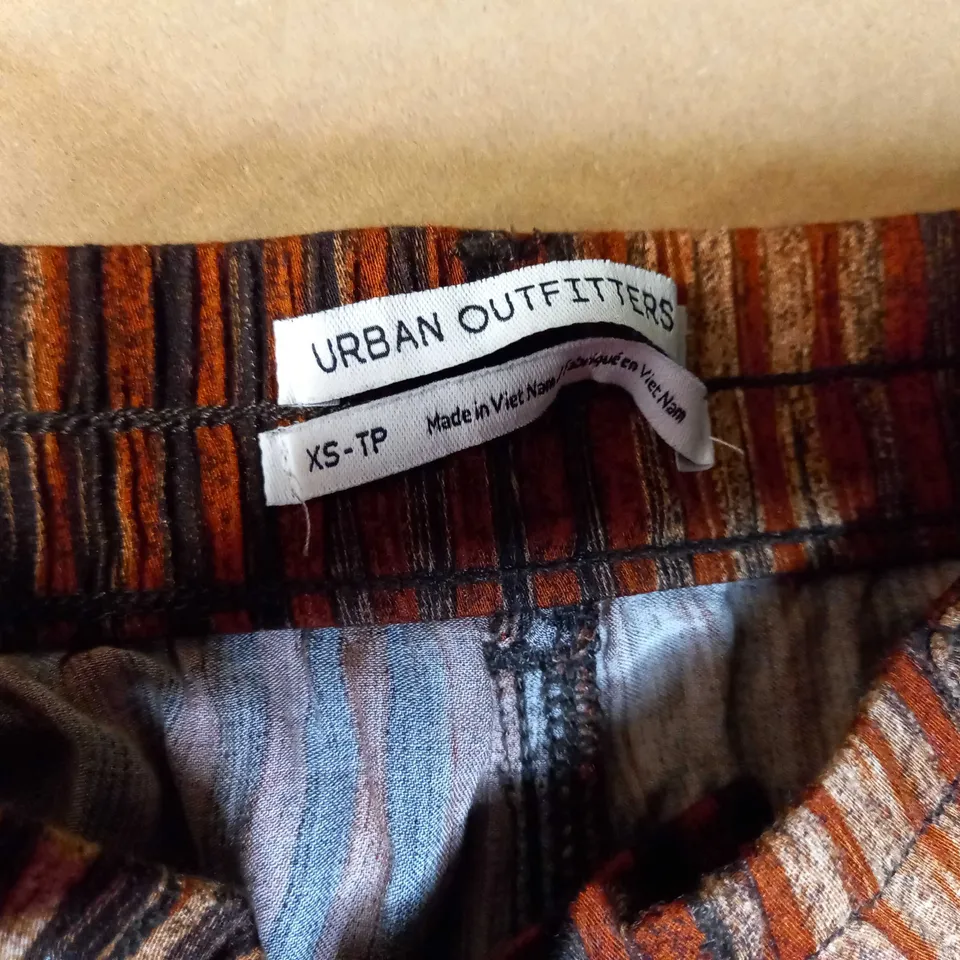 URBAN OUTFITTERS
XS-TP Made in Viet Nam / Fabriqué en Viet Nam